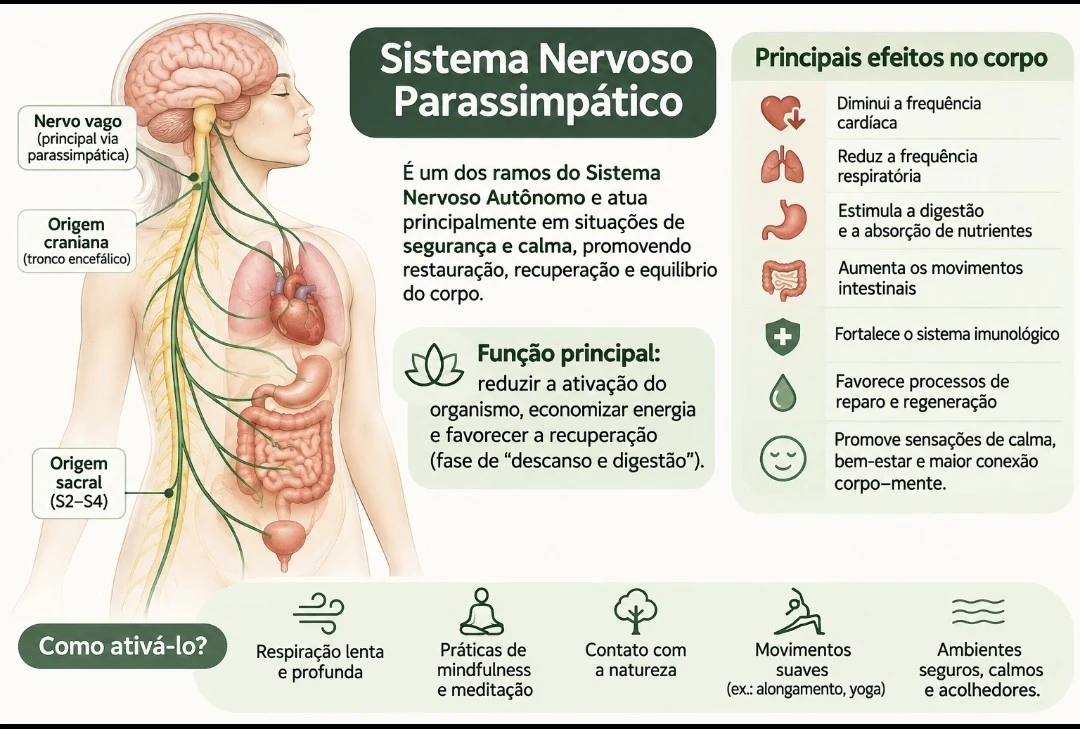 Sistema Nervoso
Parassimpático
É um dos ramos do Sistema
Nervoso Autônomo e atua
principalmente em situações de
segurança e calma, promovendo
restauração, recuperação e equilíbrio
do corpo.
Função principal:
reduzir a ativação do
organismo, economizar energia
e favorecer a recuperação
(fase de “descanso e digestão”).
Nervo vago
(principal via
parassimpática)
Origem
craniana
(tronco encefálico)
Origem
sacral
(S2–S4)
Principais efeitos no corpo
Diminui a frequência
cardíaca
Reduz a frequência
respiratória
Estimula a digestão
e a absorção de nutrientes
Aumenta os movimentos
intestinais
Fortalece o sistema imunológico
Favorece processos de
reparo e regeneração
Promove sensações de calma,
bem-estar e maior conexão
corpo–mente.
Como ativá-lo?
Respiração lenta
e profunda
Práticas de
mindfulness
e meditação
Contato com
a natureza
Movimentos
suaves
(ex.: alongamento, yoga)
Ambientes
seguros, calmos
e acolhedores.